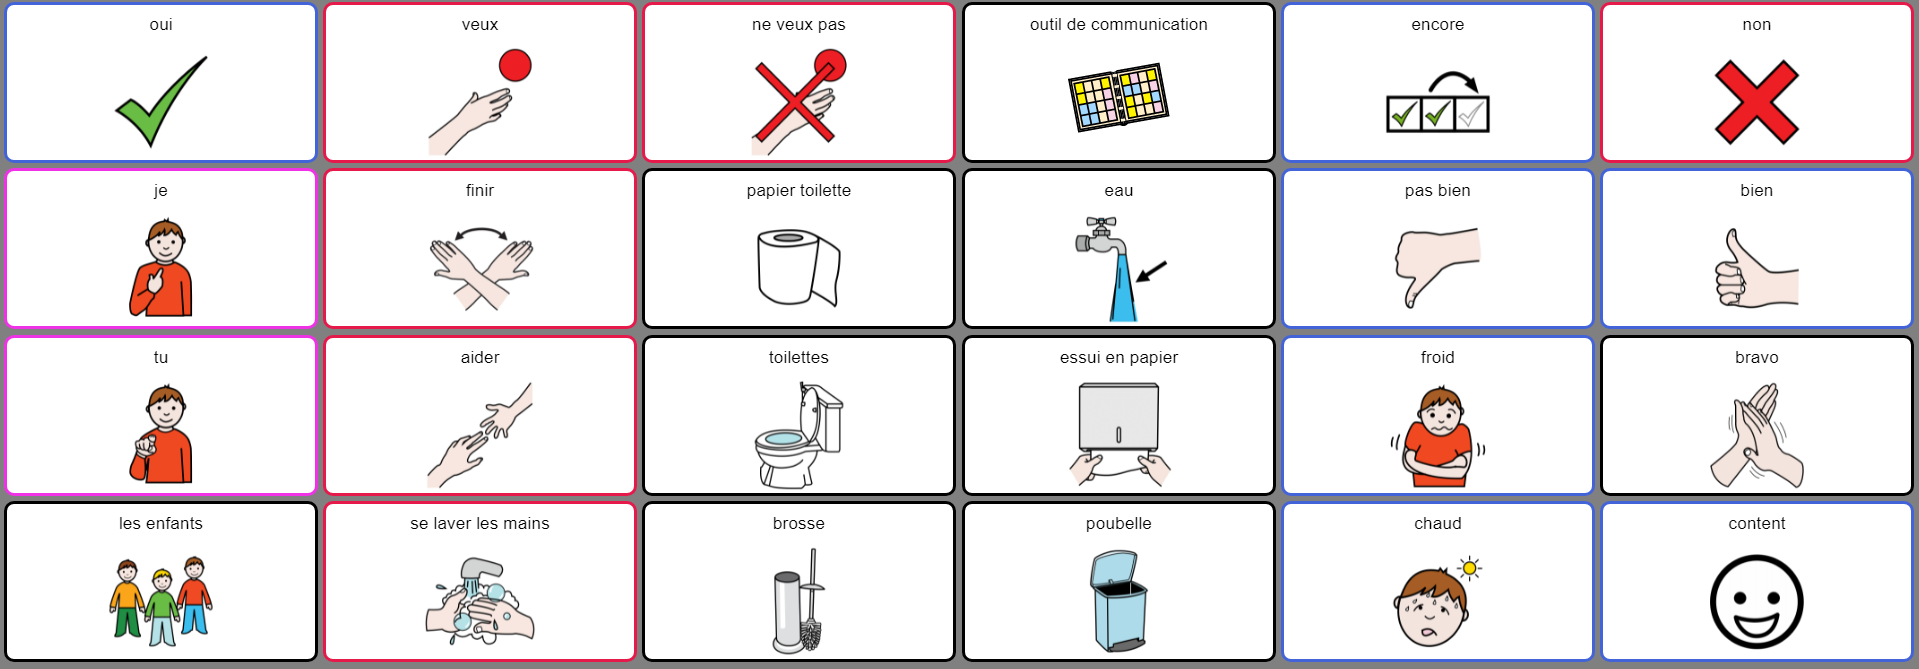 oui
veux
ne veux pas
outil de communication
encore
non
je
finir
papier toilette
eau
pas bien
bien
tu
aider
toilettes
essui en papier
froid
bravo
les enfants
se laver les mains
brosse
poubelle
chaud
content